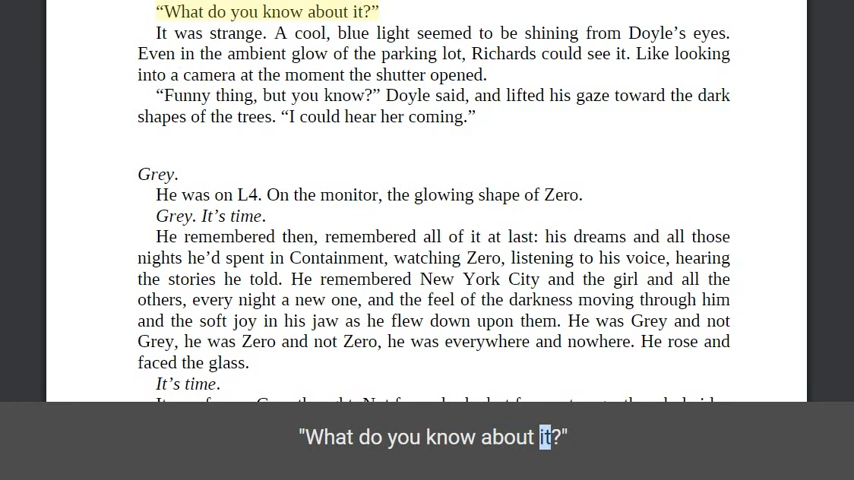 “What do you know about it?”
It was strange. A cool, blue light seemed to be shining from Doyle’s eyes.
Even in the ambient glow of the parking lot, Richards could see it. Like looking
into a camera at the moment the shutter opened.
“Funny thing, but you know?” Doyle said, and lifted his gaze toward the dark
shapes of the trees. “I could hear her coming.”
Grey.
He was on L4. On the monitor, the glowing shape of Zero.
Grey. It’s time.
He remembered then, remembered all of it at last: his dreams and all those
nights he’d spent in Containment, watching Zero, listening to his voice, hearing
the stories he told. He remembered New York City and the girl and all the
others, every night a new one, and the feel of the darkness moving through him
and the soft joy in his jaw as he flew down upon them. He was Grey and not
Grey, he was Zero and not Zero, he was everywhere and nowhere. He rose and
faced the glass.
It’s time.
"What do you know about it?"